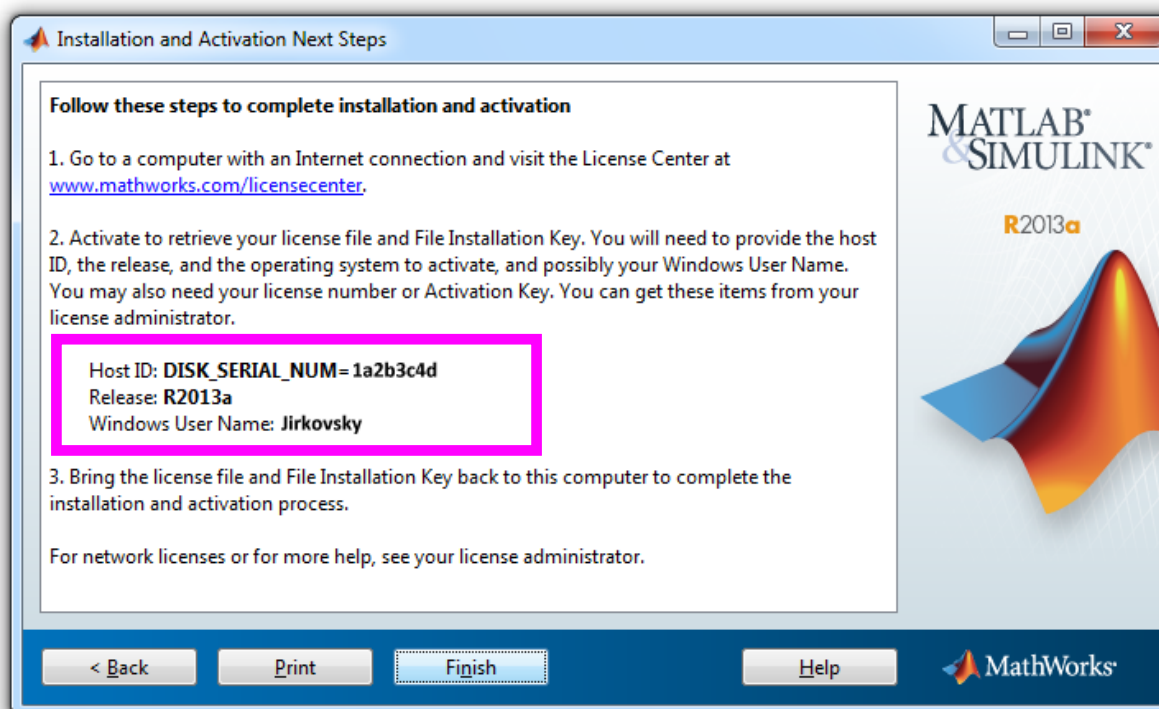 Installation and Activation Next Steps
Follow these steps to complete installation and activation
1. Go to a computer with an Internet connection and visit the License Center at
www.mathworks.com/licensecenter.
2. Activate to retrieve your license file and File Installation Key. You will need to provide the host
ID, the release, and the operating system to activate, and possibly your Windows User Name.
You may also need your license number or Activation Key. You can get these items from your
license administrator.
Host ID: DISK_SERIAL_NUM=1a2b3c4d
Release: R2013a
Windows User Name: Jirkovsky
3. Bring the license file and File Installation Key back to this computer to complete the
installation and activation process.
For network licenses or for more help, see your license administrator.
MATLAB®
&SIMULINK®
R2013a
< Back
Print
Finish
Help
MathWorks®